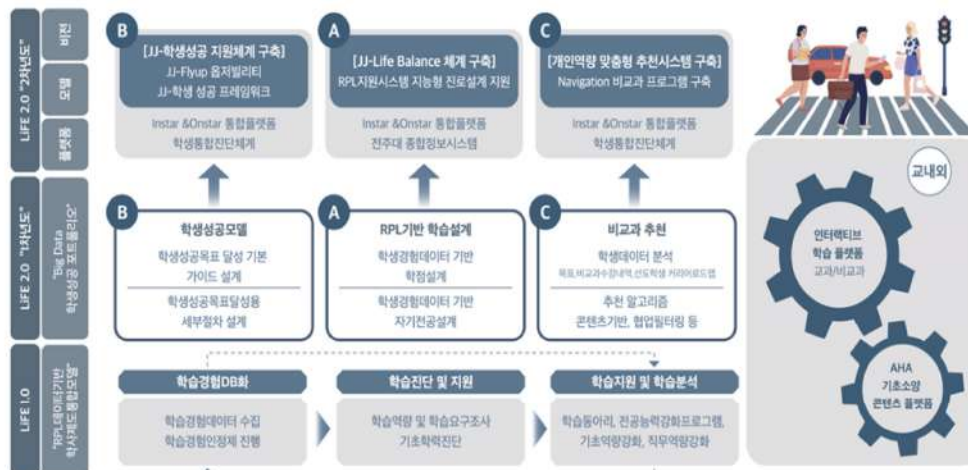 LiFE 2.0 "2차년도"
비전
모델
플랫폼
B
[JJ-학생성공 지원체계 구축]
JJ-Flyup 옵저빌리티
JJ-학생 성공 프레임워크
Instar &Onstar 통합플랫폼
학생통합진단체계
A
[JJ-Life Balance 체계 구축]
RPL지원시스템 지능형 진로설계 지원
Instar &Onstar 통합플랫폼
전주대 종합정보시스템
C
[개인역량 맞춤형 추천시스템 구축]
Navigation 비교과 프로그램 구축
Instar &Onstar 통합플랫폼
학생통합진단체계
LiFE 2.0 "1차년도"
"Big Data
학생성공 포트폴리오"
B
학생성공모델
학생성공목표 달성 기본
가이드 설계
학생성공목표달성용
세부절차 설계
A
RPL기반 학습설계
학생경험데이터 기반
학점설계
학생경험데이터 기반
자기전공설계
C
비교과 추천
학생데이터 분석
목표,비교과수강내역,선도학생 커리어로드맵
추천 알고리즘
콘텐츠기반, 협업필터링 등
LiFE 1.0
"RPL데이터기반
학사제도통합모델"
학습경험DB화
학습경험데이터 수집
학습경험인정제 진행
학습진단 및 지원
학습역량 및 학습요구조사
기초학력진단
학습지원 및 학습분석
학습동아리, 전공능력강화프로그램,
기초역량강화, 직무역량강화
교내외
인터랙티브
학습 플랫폼
교과/비교과
AHA
기초소양
콘텐츠 플랫폼